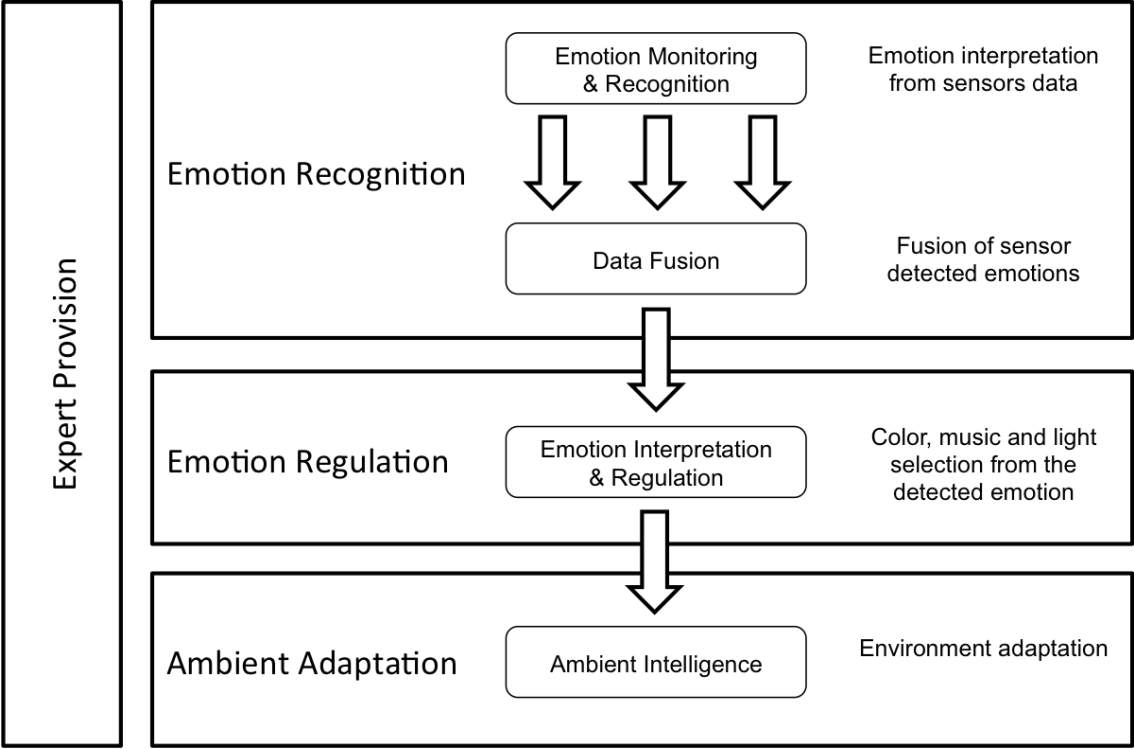 Expert Provision
Emotion Recognition
Emotion Monitoring
& Recognition
Emotion interpretation
from sensors data
Data Fusion
Fusion of sensor
detected emotions
Emotion Regulation
Emotion Interpretation
& Regulation
Color, music and light
selection from the
detected emotion
Ambient Adaptation
Ambient Intelligence
Environment adaptation